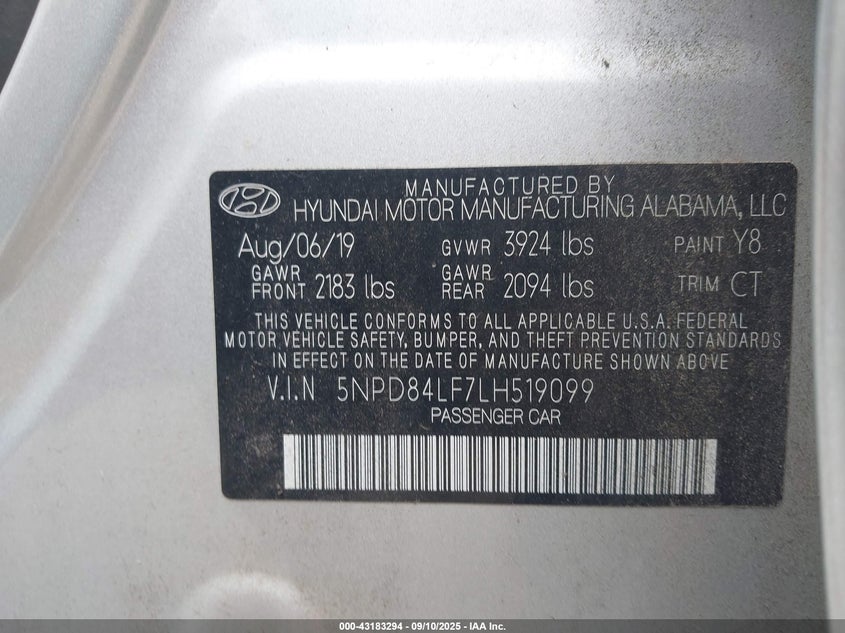 MANUFACTURED BY
HYUNDAI MOTOR MANUFACTURING ALABAMA, LLC
Aug/06/19 GVWR 3924 lbs PAINT Y8
GAWR FRONT 2183 lbs GAWR REAR 2094 lbs TRIM CT
THIS VEHICLE CONFORMS TO ALL APPLICABLE U.S.A. FEDERAL
MOTOR VEHICLE SAFETY, BUMPER, AND THEFT PREVENTION STANDARDS
IN EFFECT ON THE DATE OF MANUFACTURE SHOWN ABOVE
V.I.N 5NPD84LF7LH519099
PASSENGER CAR
000-43183294 - 09/10/2025 - IAA Inc.